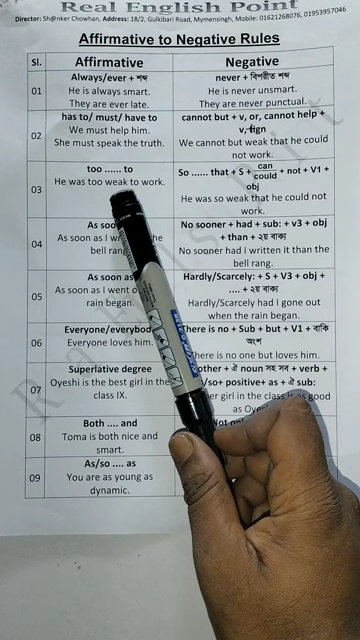 Real English Point
Director: Sh@nker Chowhan, Address: 18/2, Gulkibari Road, Mymensingh, Mobile: 01621268076, 01953957046
Affirmative to Negative Rules
Sl. Affirmative Negative
01 Always/ever + শব্দ never + বিপরীত শব্দ
He is always smart. He is never unsmart.
They are ever late. They are never punctual.
02 has to/ must/ have to cannot but + v, or, cannot help +
We must help him. v+ign
She must speak the truth. We cannot but weak that he could
not work.
03 too ...... to So ...... that + S + can/could + not + V1 +
He was too weak to work. obj
He was so weak that he could not
work.
04 As soon No sooner + had + sub: + v3 + obj
As soon as I w the + than + ২য় বাক্য
bell rang. No sooner had I written it than the
bell rang.
05 As soon as Hardly/Scarcely: + S + V3 + obj +
As soon as I went o .... + ২য় বাক্য
rain began. Hardly/Scarcely had I gone out
when the rain began.
06 Everyone/everybod There is no + Sub + but + V1 + বাকি
Everyone loves him. অংশ
here is no one but loves him.
07 Superlative degree other + ঐ noun সহ সব + verb +
Oyeshi is the best girl in the /so+ positive+ as + ঐ sub:
class IX. er girl in the class is as good
as Oye
08 Both .... and Not on
Toma is both nice and
smart.
09 As/so .... as
You are as young as
dynamic.